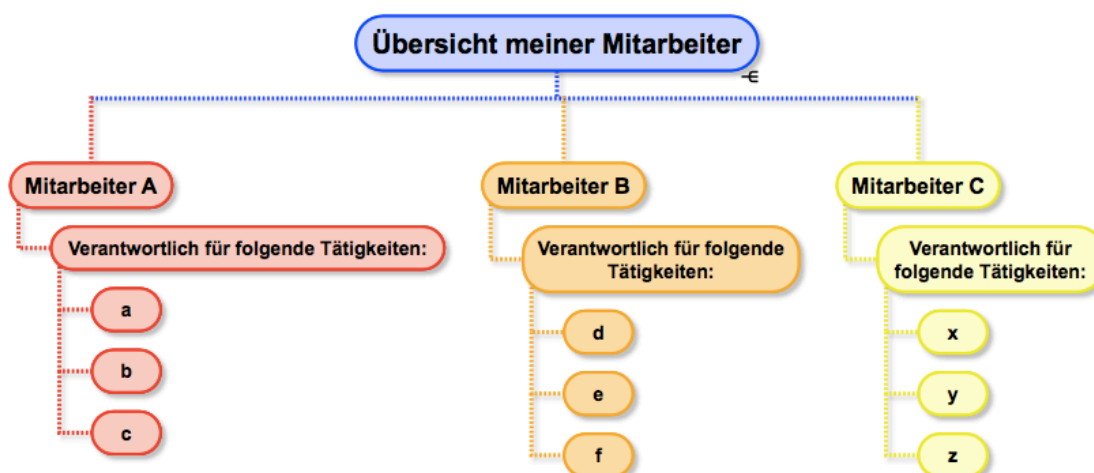 Übersicht meiner Mitarbeiter
Mitarbeiter A
Verantwortlich für folgende Tätigkeiten:
a
b
c
Mitarbeiter B
Verantwortlich für folgende
Tätigkeiten:
d
e
f
Mitarbeiter C
Verantwortlich für
folgende Tätigkeiten:
x
y
z